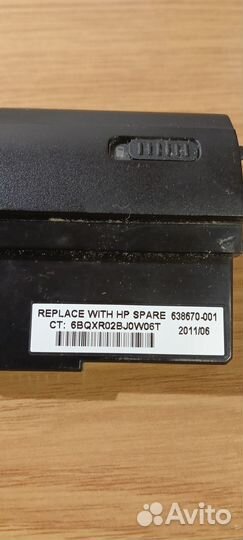 REPLACE WITH HP SPARE 638670-001
CT: 6BQXR02BJ0W06T 2011/06
Avito